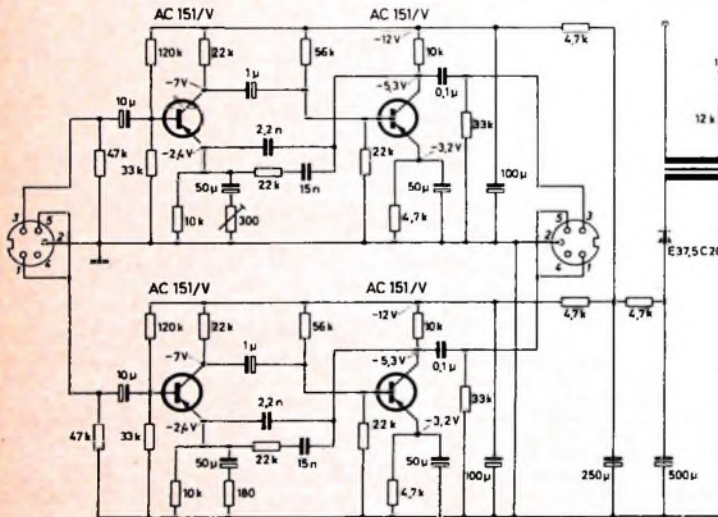 AC 151/V AC 151/V
120k 22k 56k -12V 10k 4,7k
-7V 1µ -5,3V 0,1µ
10µ 12k
47k 33k -2,4 2,2n 22k -3,2V 33k
50µ 22k 15n 50µ 100µ
10k 300 4,7k
3 5 2 4 1
5 3 2 4 1
E37,5C20
AC 151/V AC 151/V
120k 22k 56k -12V 10k 4,7k 4,7k
-7V 1µ -5,3V 0,1µ
10µ
47k 33k -2,4V 2,2n 22k -3,2V 33k
50µ 22k 15n 50µ 100µ 250µ 500µ
10k 180 4,7k